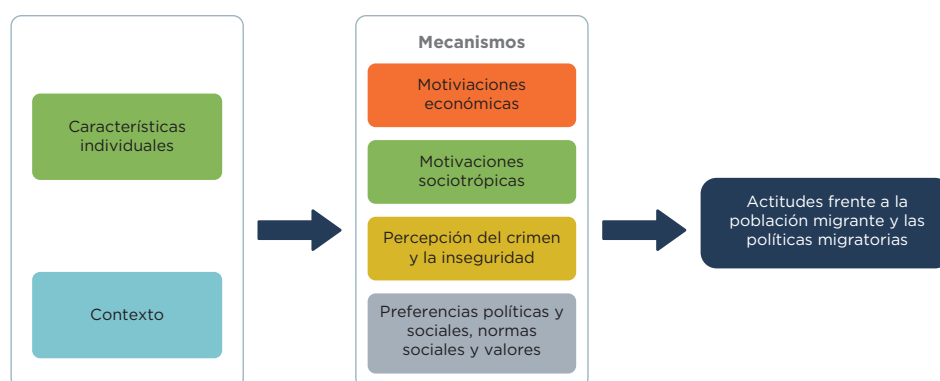 Características
individuales
Contexto
Mecanismos
Motiviaciones
económicas
Motivaciones
sociotrópicas
Percepción del crimen
y la inseguridad
Preferencias políticas y
sociales, normas
sociales y valores
Actitudes frente a la
población migrante y las
políticas migratorias